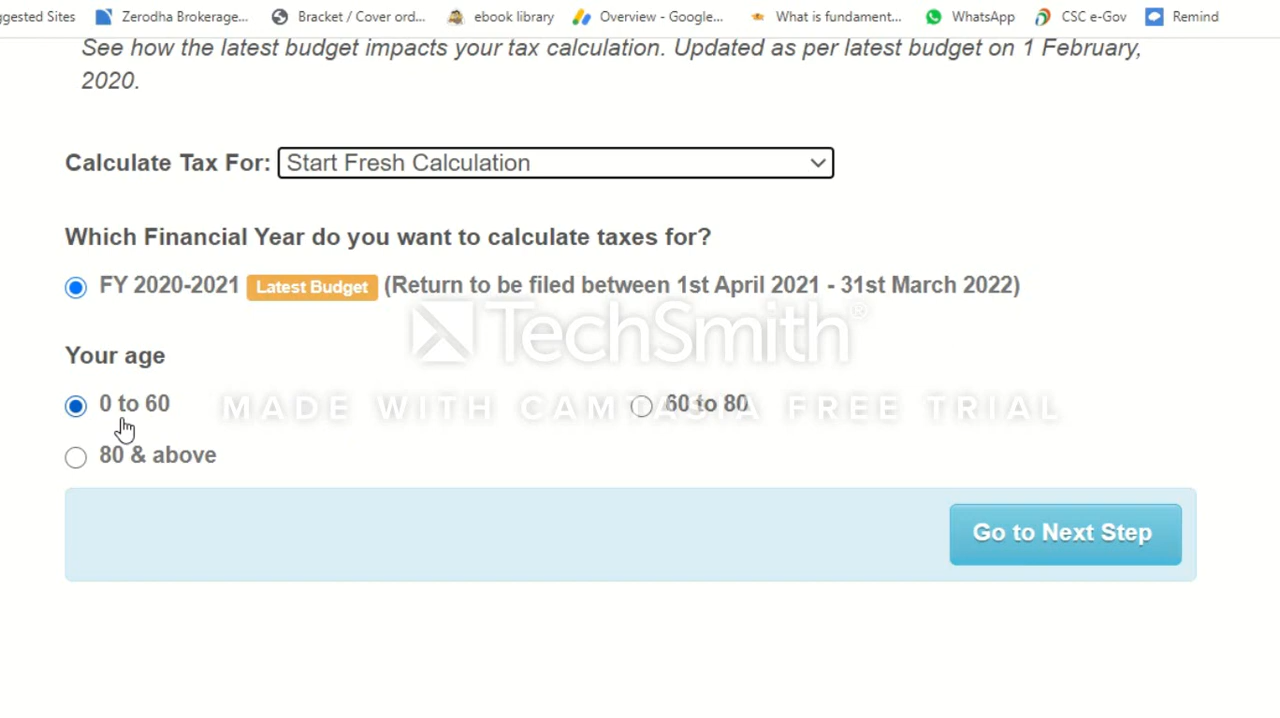 ggested Sites Zerodha Brokerage... Bracket / Cover ord... ebook library Overview - Google... What is fundament... WhatsApp CSC e-Gov Remind
See how the latest budget impacts your tax calculation. Updated as per latest budget on 1 February,
2020.
Calculate Tax For: Start Fresh Calculation
Which Financial Year do you want to calculate taxes for?
FY 2020-2021 Latest Budget (Return to be filed between 1st April 2021 - 31st March 2022)
TechSmith®
Your age
0 to 60 60 to 80
MADE WITH CAMTASIA FREE TRIAL
80 & above
Go to Next Step